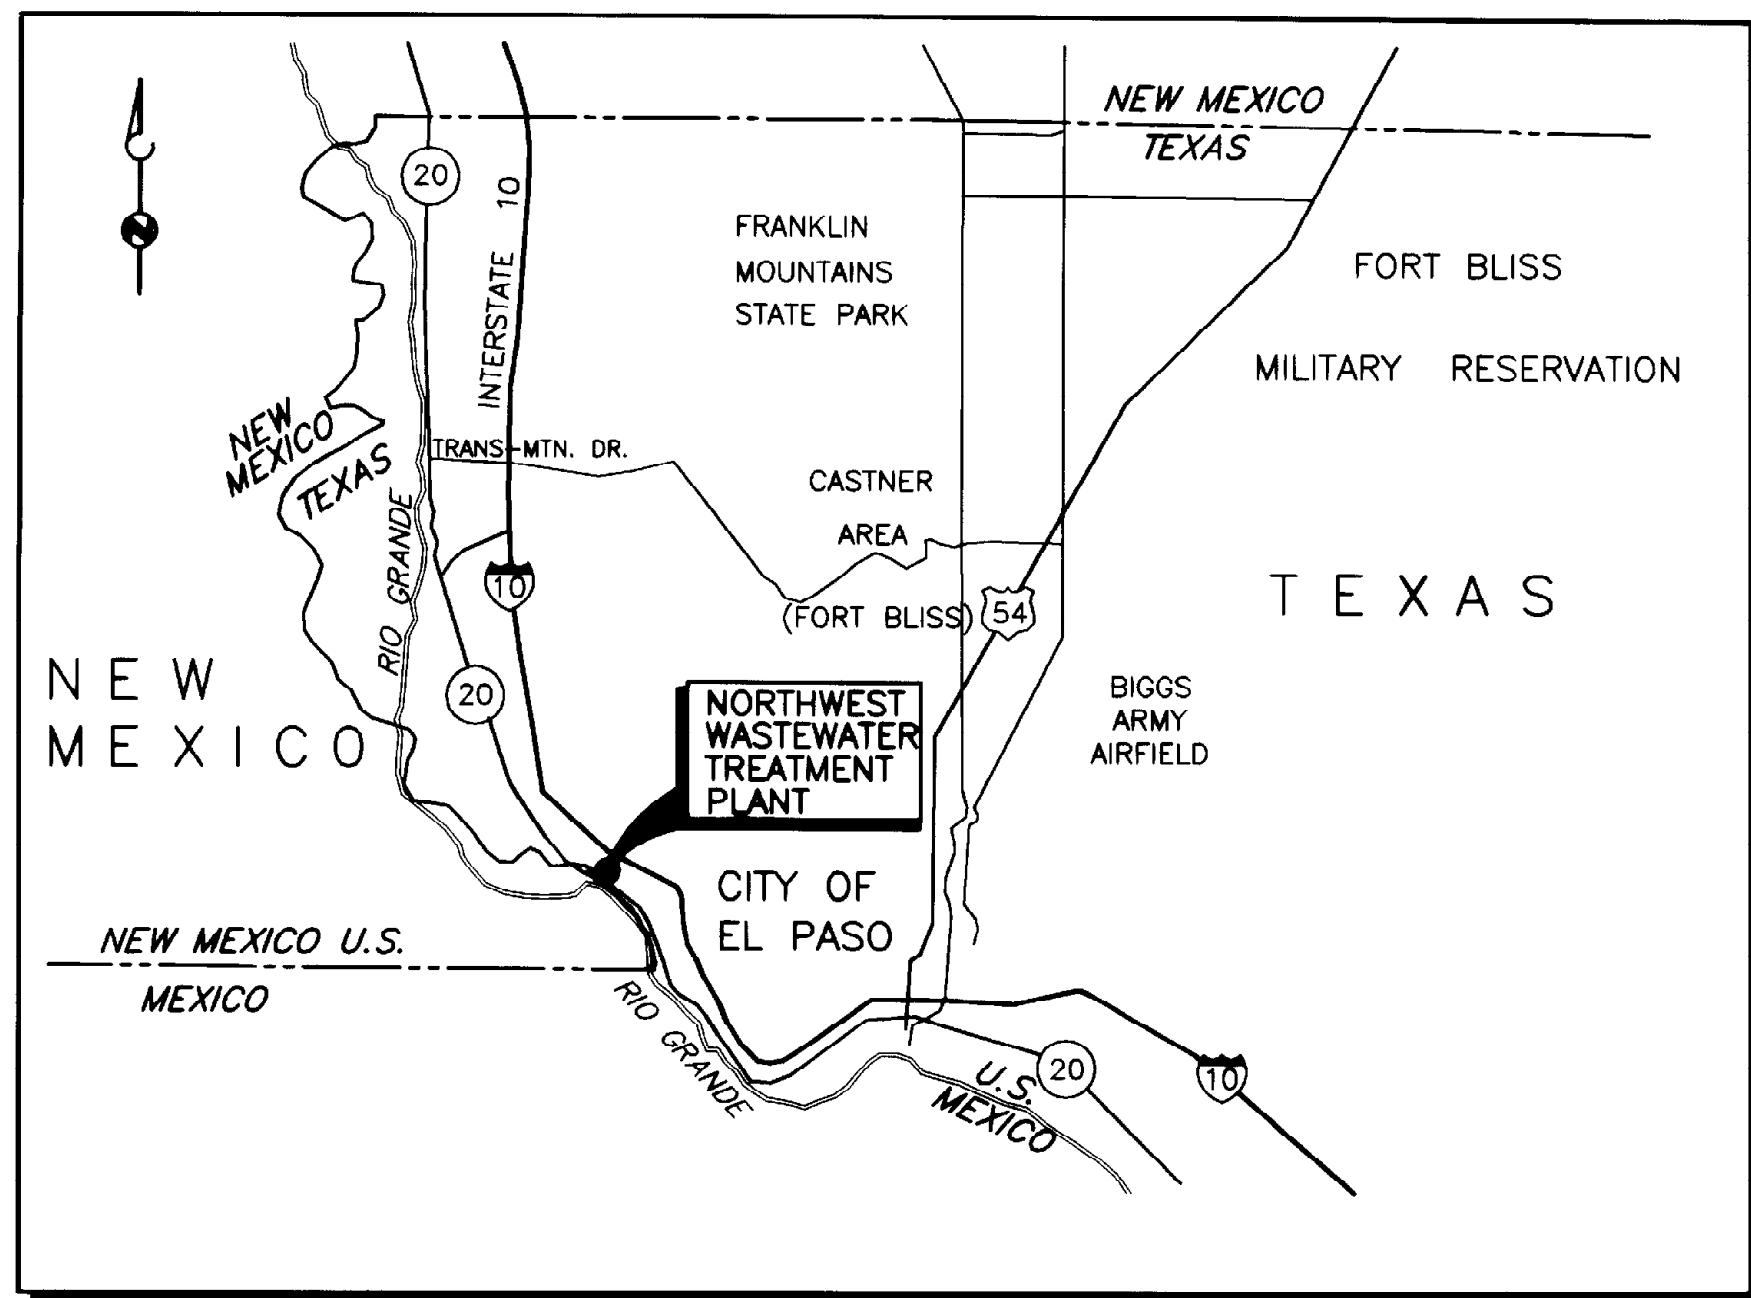 NEW MEXICO
TEXAS
20
INTERSTATE 10
N
FRANKLIN
MOUNTAINS
STATE PARK
FORT BLISS
MILITARY RESERVATION
NEW
MEXICO
TEXAS
TRANS-MTN. DR.
CASTNER
AREA
(FORT BLISS)
RIO GRANDE
10
54
TEXAS
NEW
MEXICO
20
NORTHWEST
WASTEWATER
TREATMENT
PLANT
BIGGS
ARMY
AIRFIELD
CITY OF
EL PASO
NEW MEXICO U.S.
MEXICO
RIO GRANDE
U.S.
MEXICO
20
10